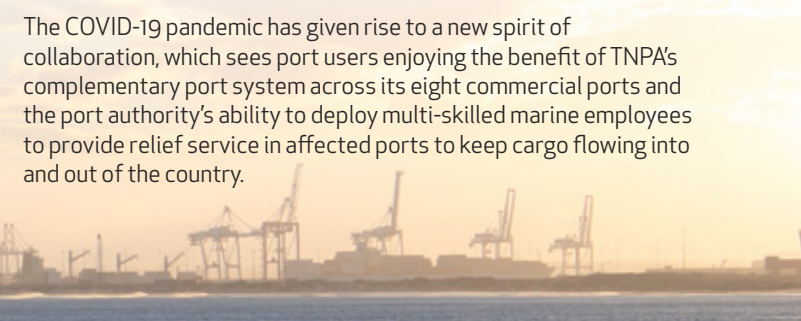 The COVID-19 pandemic has given rise to a new spirit of
collaboration, which sees port users enjoying the benefit of TNPA's
complementary port system across its eight commercial ports and
the port authority's ability to deploy multi-skilled marine employees
to provide relief service in affected ports to keep cargo flowing into
and out of the country.